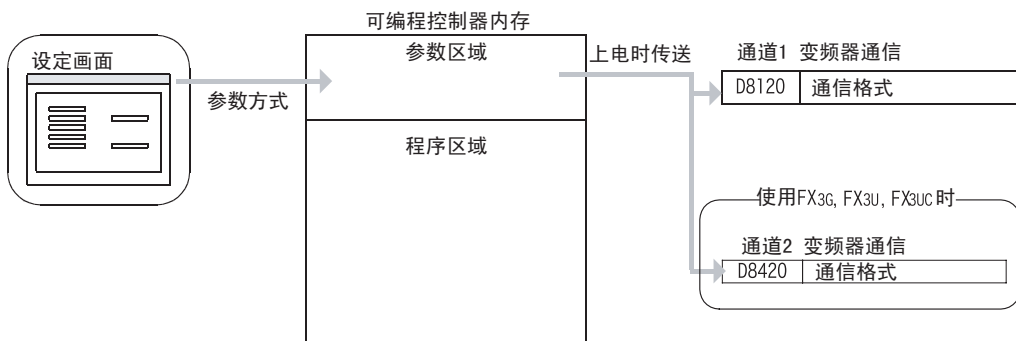 可编程控制器内存
设定画面
参数方式
参数区域
程序区域
上电时传送
通道1 变频器通信
D8120 通信格式
使用FX3G, FX3U, FX3UC时
通道2 变频器通信
D8420 通信格式